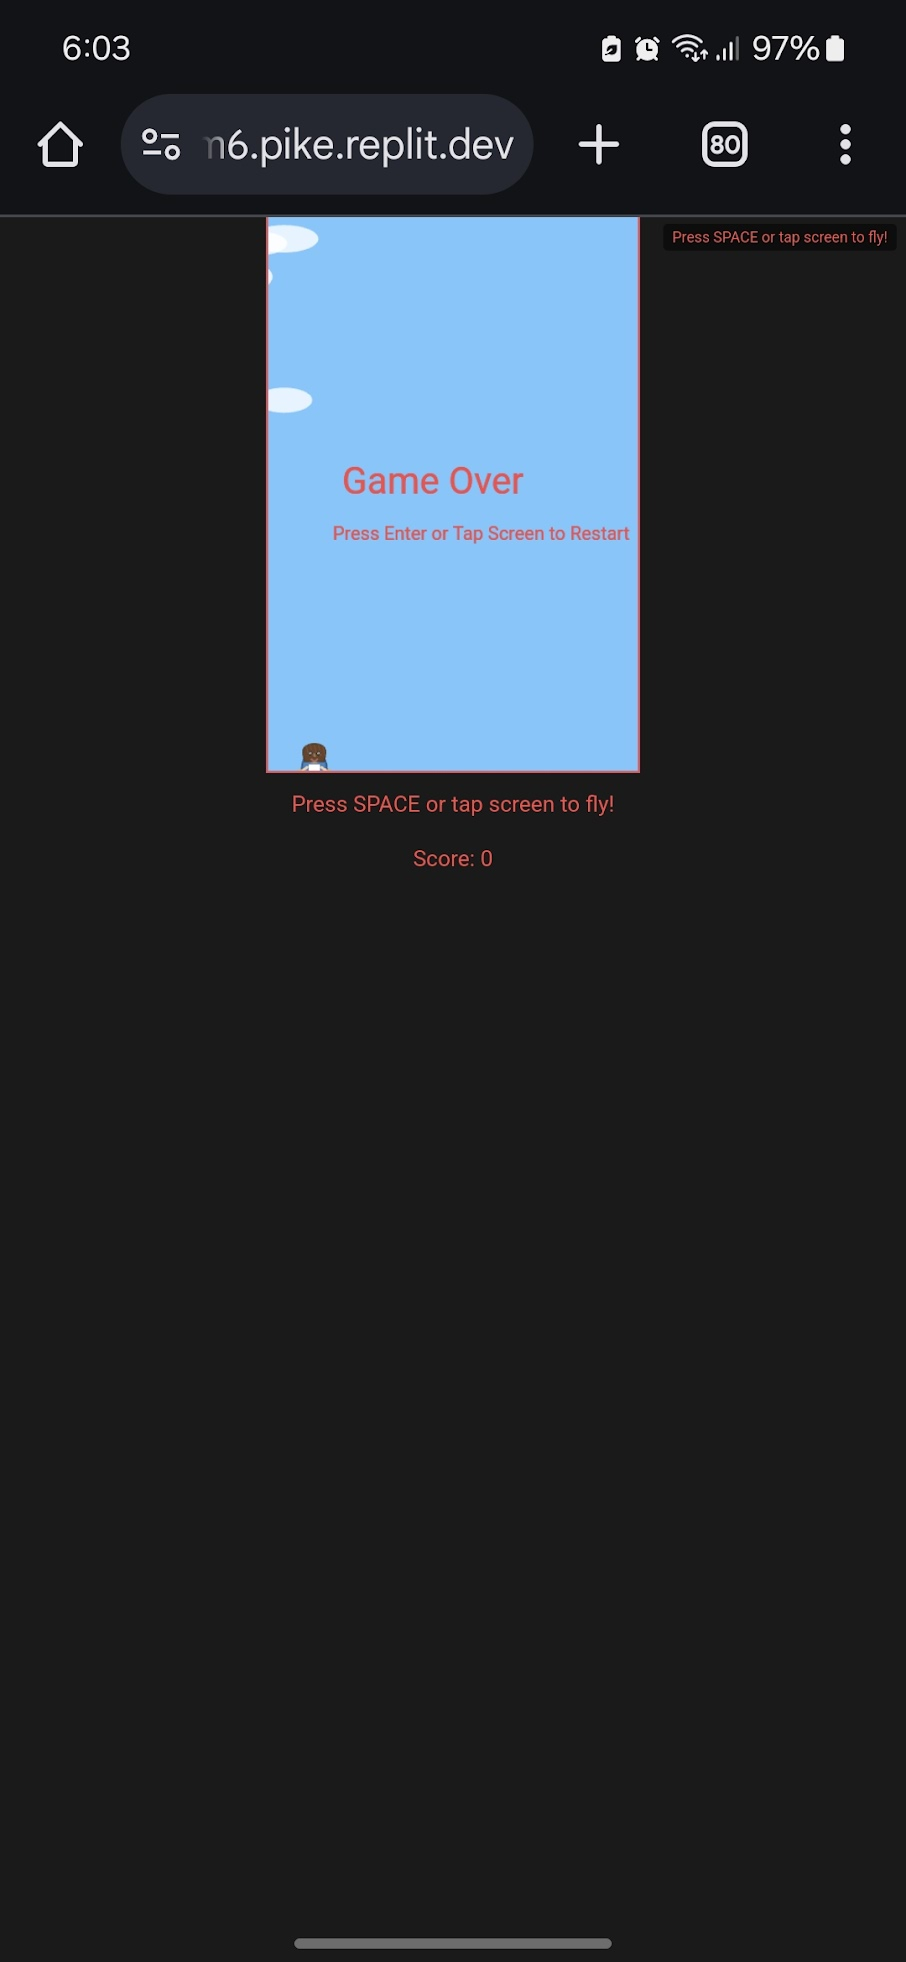 6:03
97%
m6.pike.replit.dev
80
Press SPACE or tap screen to fly!
Game Over
Press Enter or Tap Screen to Restart
Press SPACE or tap screen to fly!
Score: 0